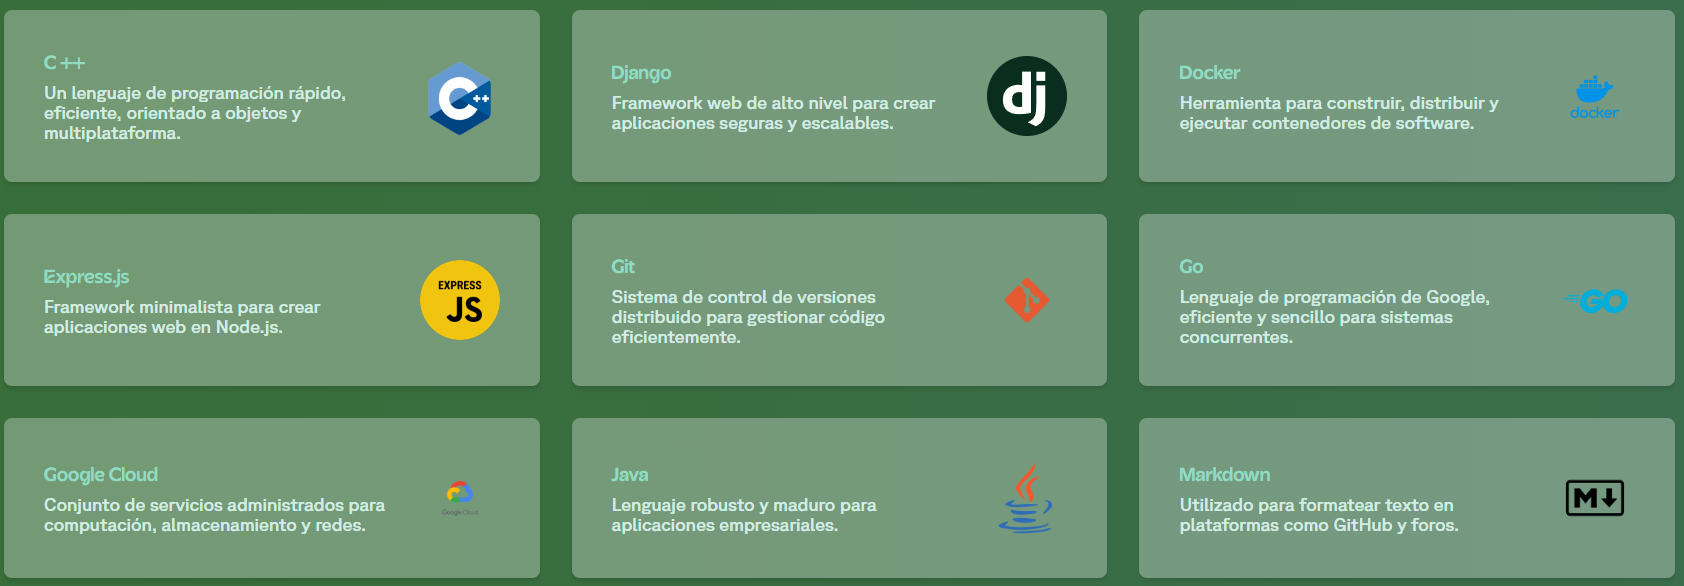 C ++
Un lenguaje de programación rápido,
eficiente, orientado a objetos y
multiplataforma.
C++
Django
Framework web de alto nivel para crear
aplicaciones seguras y escalables.
dj
Docker
Herramienta para construir, distribuir y
ejecutar contenedores de software.
docker
Express.js
Framework minimalista para crear
aplicaciones web en Node.js.
EXPRESS
JS
Git
Sistema de control de versiones
distribuido para gestionar código
eficientemente.
Go
Lenguaje de programación de Google,
eficiente y sencillo para sistemas
concurrentes.
GO
Google Cloud
Conjunto de servicios administrados para
computación, almacenamiento y redes.
Google Cloud
Java
Lenguaje robusto y maduro para
aplicaciones empresariales.
Markdown
Utilizado para formatear texto en
plataformas como GitHub y foros.
M